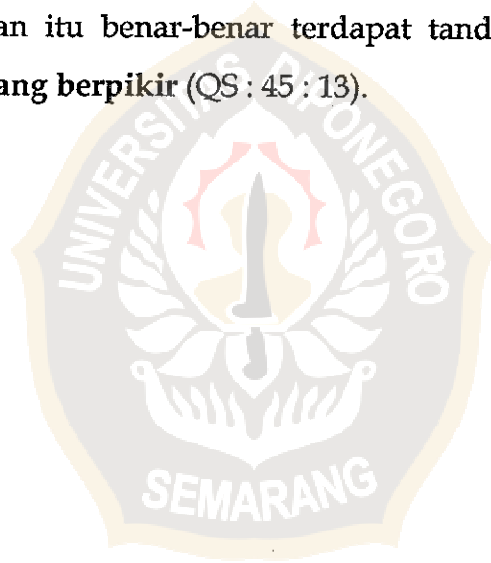 an itu benar-benar terdapat tand
ang berpikir (QS : 45 : 13).
UNIVERSITAS DIPONEGORO
SEMARANG